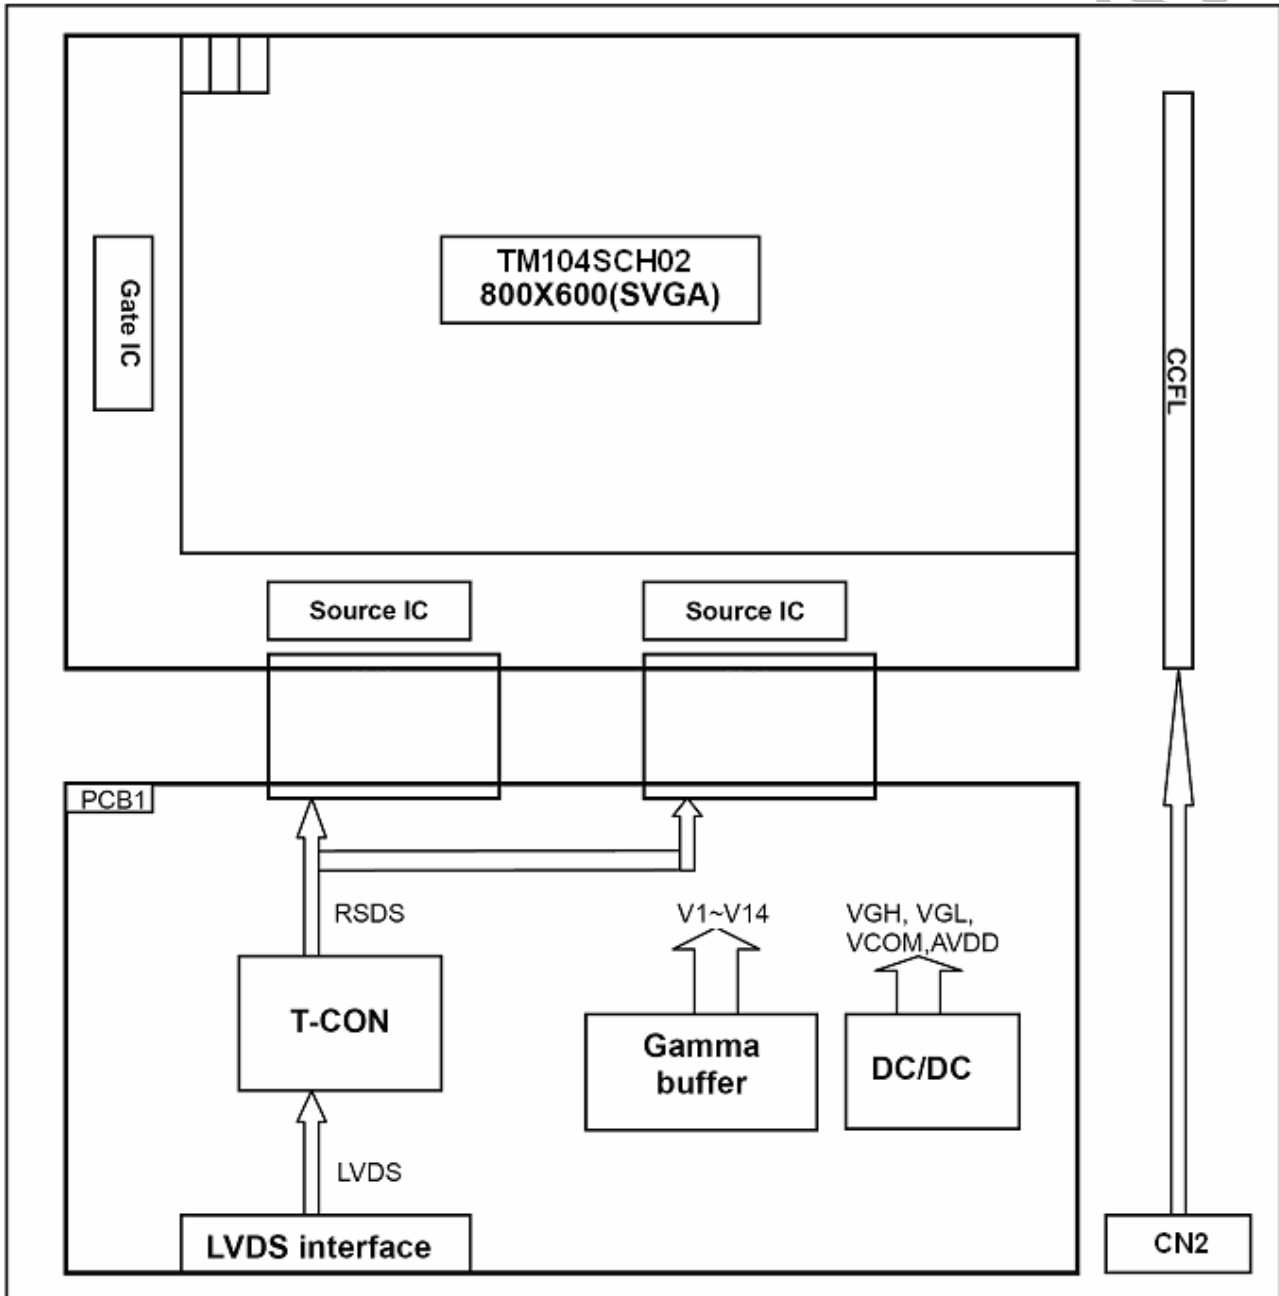 TM104SCH02
800X600(SVGA)
Gate IC
CCFL
Source IC
Source IC
PCB1
RSDS
V1~V14
VGH, VGL,
VCOM,AVDD
T-CON
Gamma
buffer
DC/DC
LVDS
LVDS interface
CN2